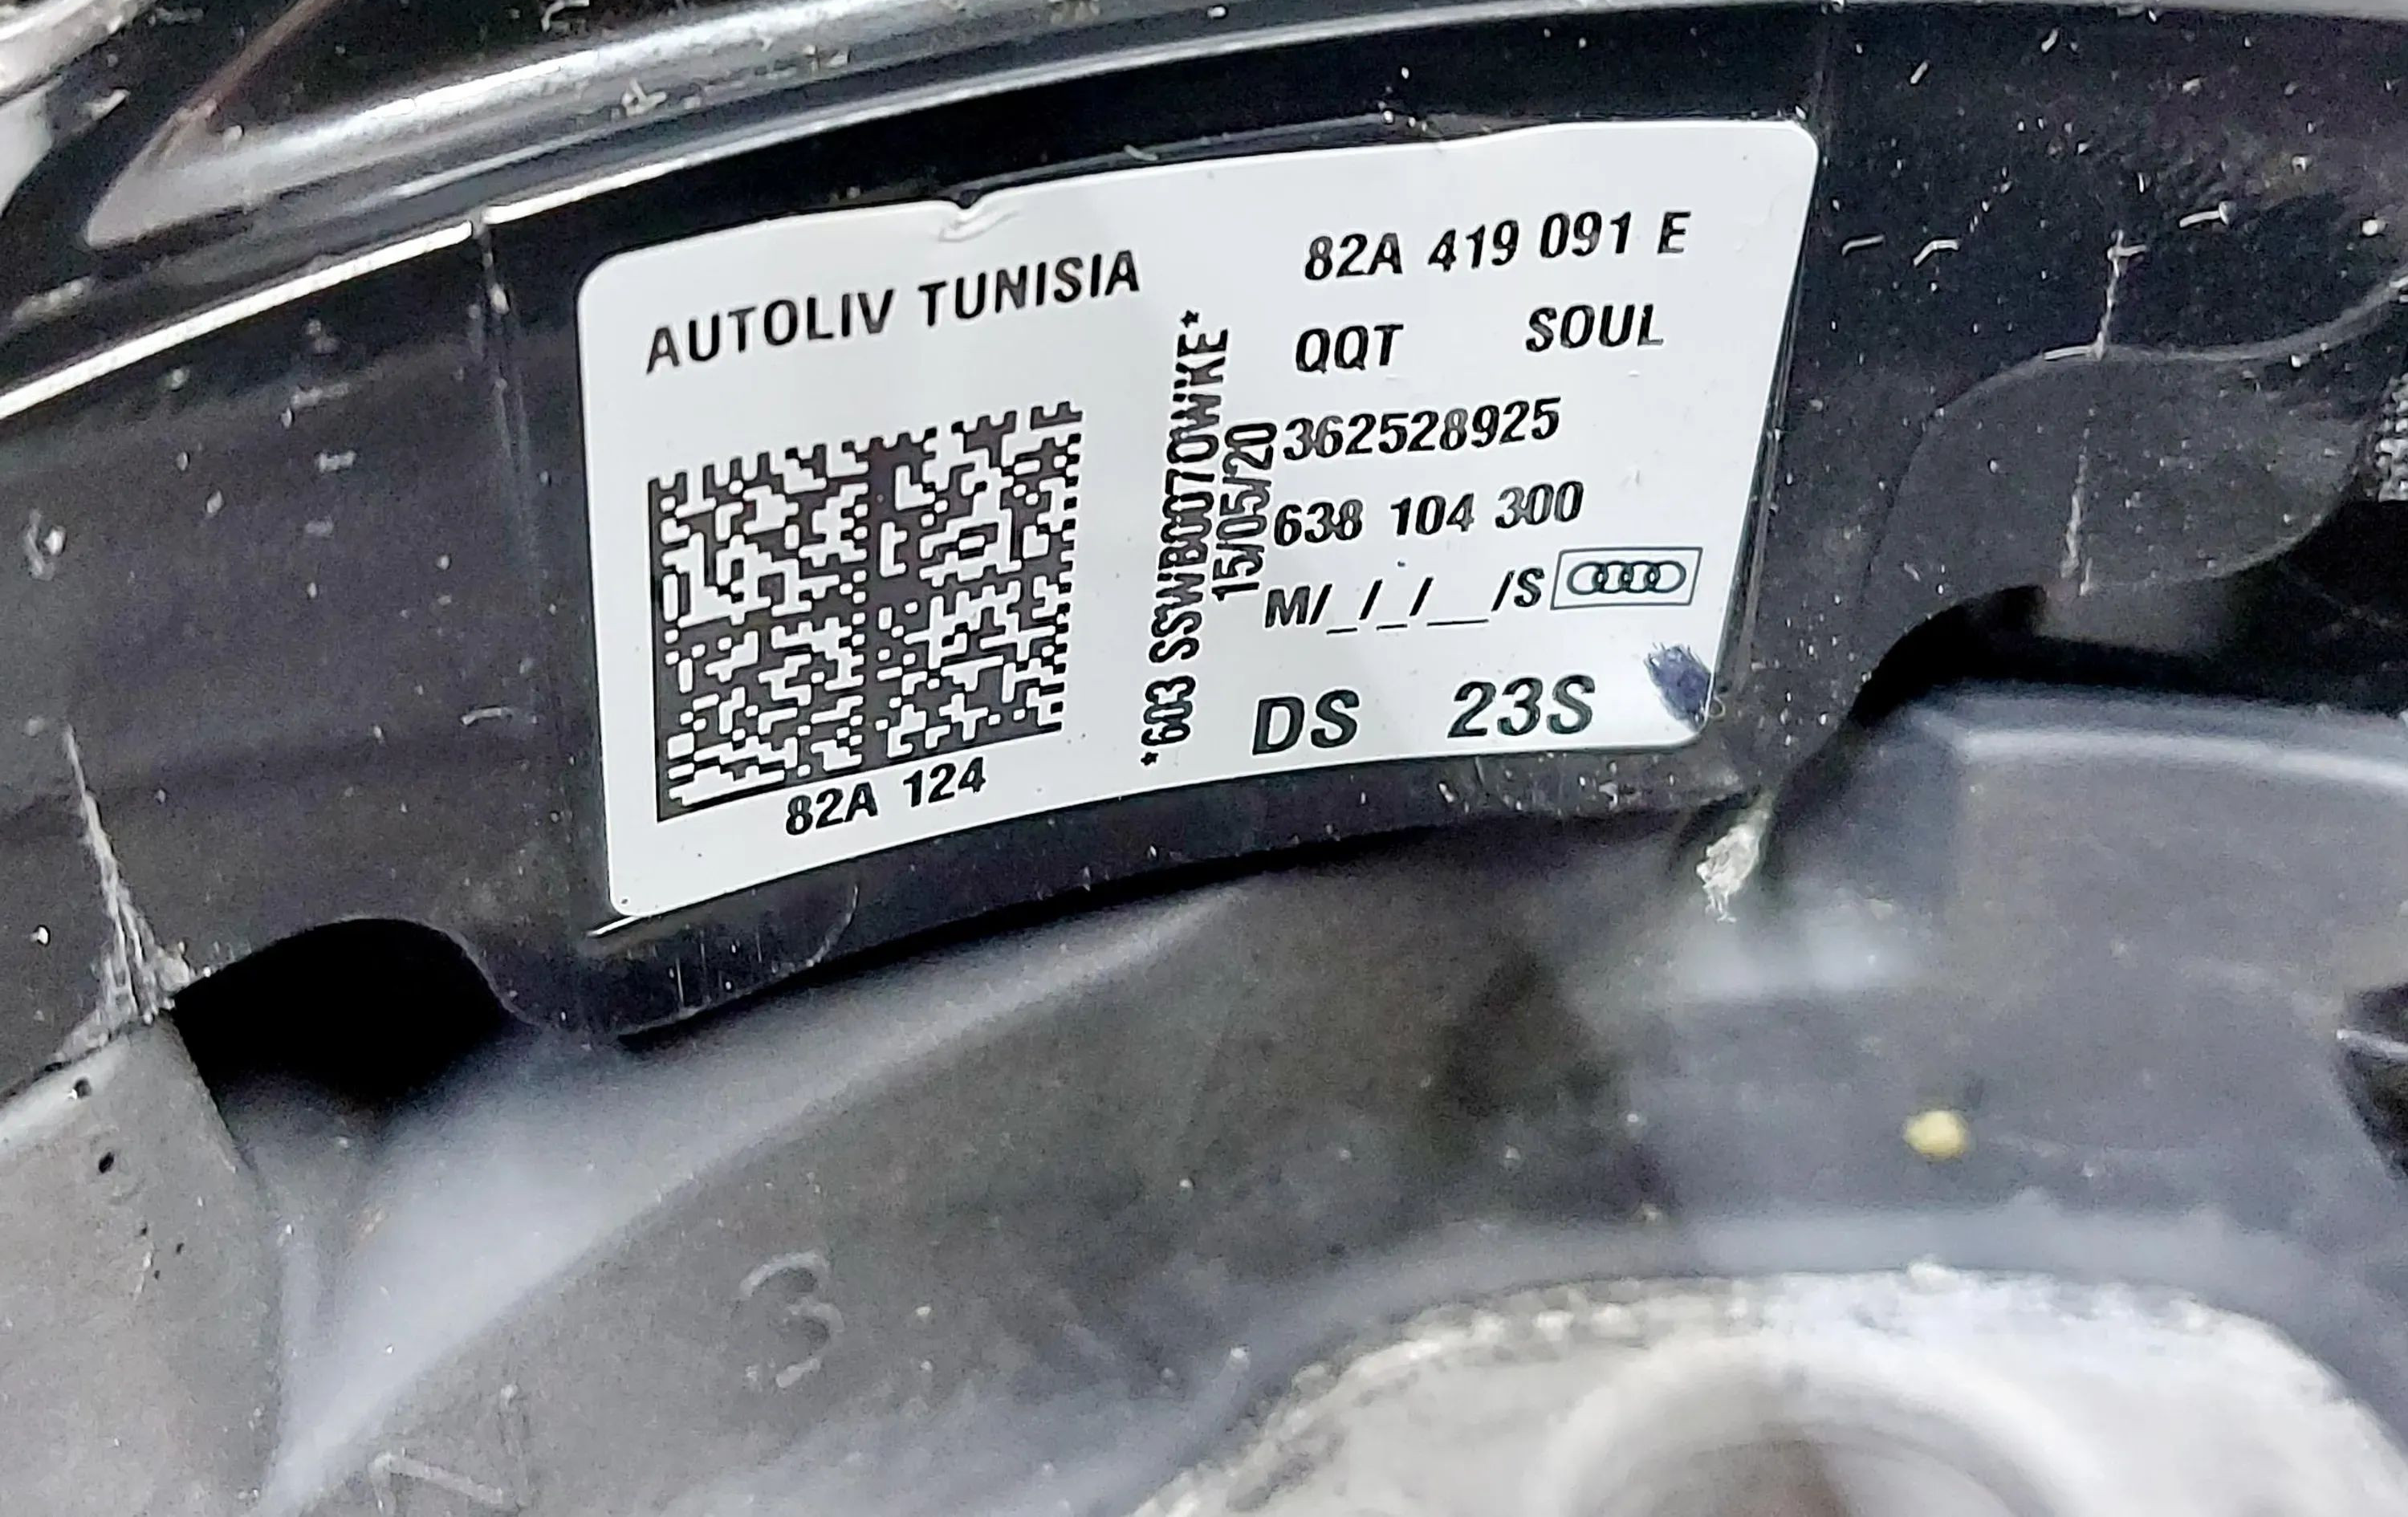 AUTOLIV TUNISIA
82A 124
*603 SSWB0070WKE*
15/05/20
82A 419 091 E
QQT SOUL
362528925
638 104 300
M/_/_/__/S
DS 23S
3